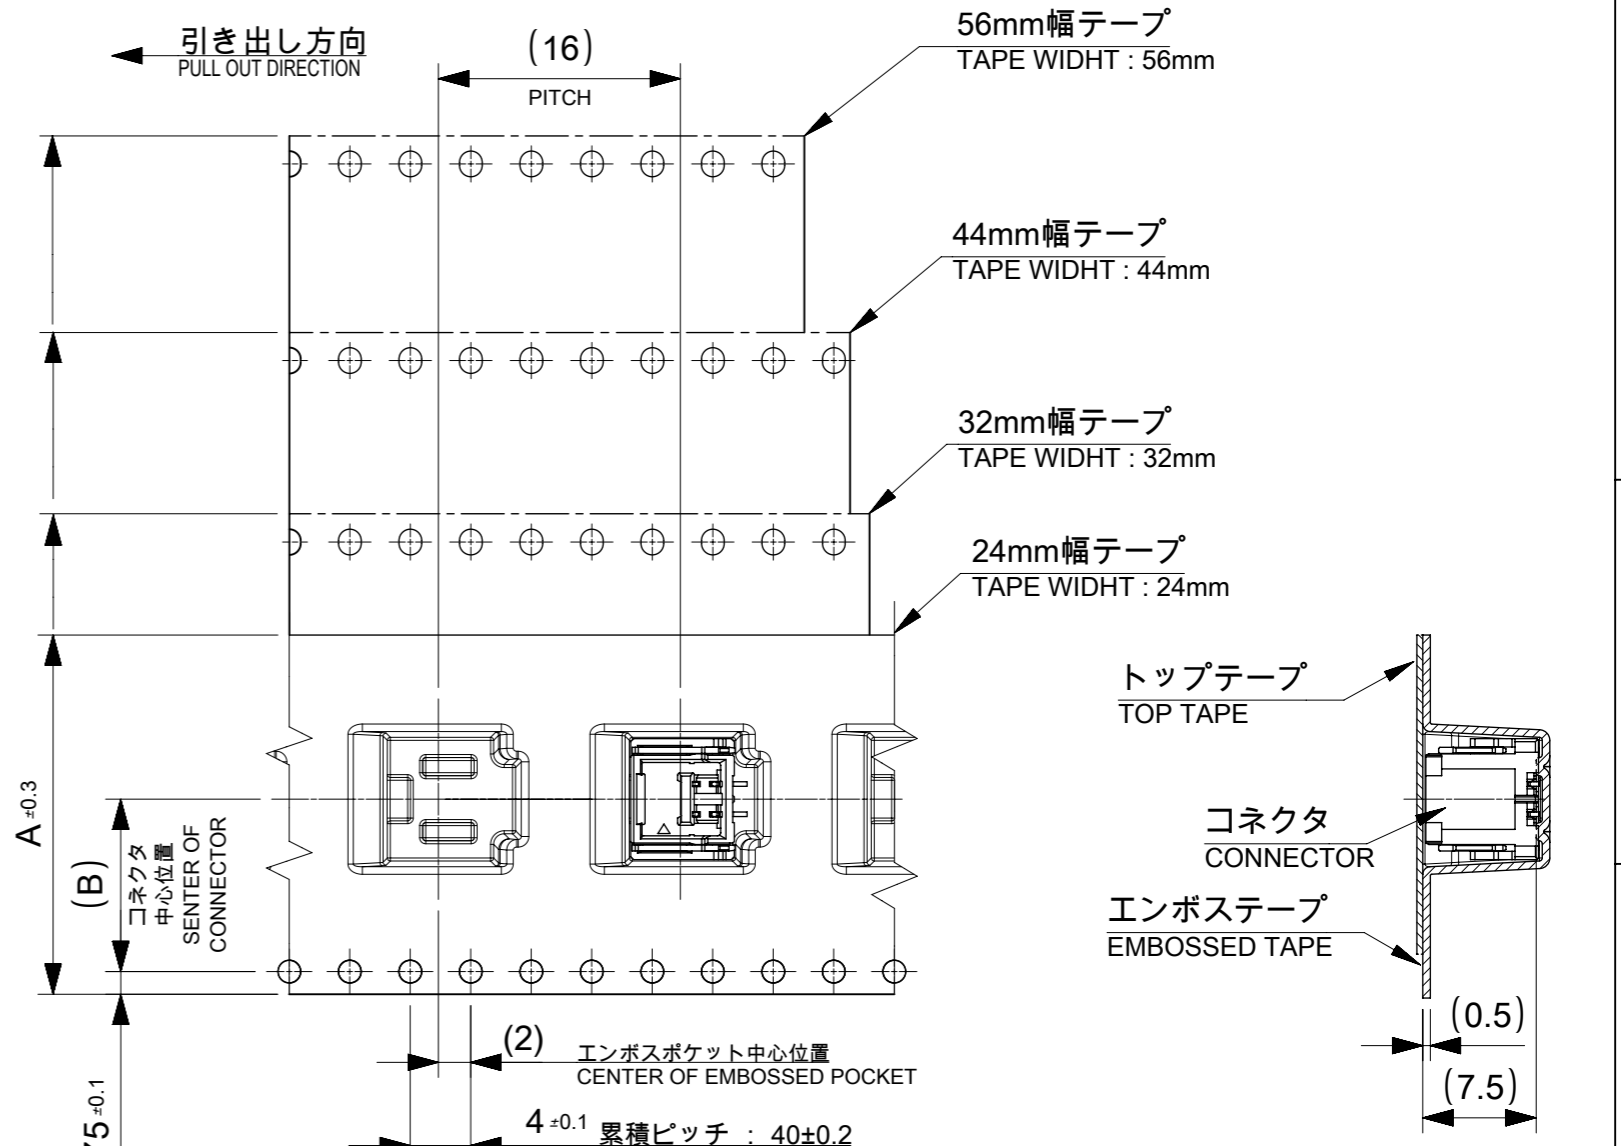 引き出し方向
PULL OUT DIRECTION
(16)
PITCH
56mm幅テープ
TAPE WIDHT : 56mm
44mm幅テープ
TAPE WIDHT : 44mm
32mm幅テープ
TAPE WIDHT : 32mm
24mm幅テープ
TAPE WIDHT : 24mm
トップテープ
TOP TAPE
コネクタ
CONNECTOR
エンボステープ
EMBOSSED TAPE
(0.5)
(7.5)
A ±0.3
(B)
コネクタ
中心位置
SENTER OF
CONNECTOR
(2)
エンボスポケット中心位置
CENTER OF EMBOSSED POCKET
4 ±0.1 累積ピッチ : 40±0.2
75 ±0.1